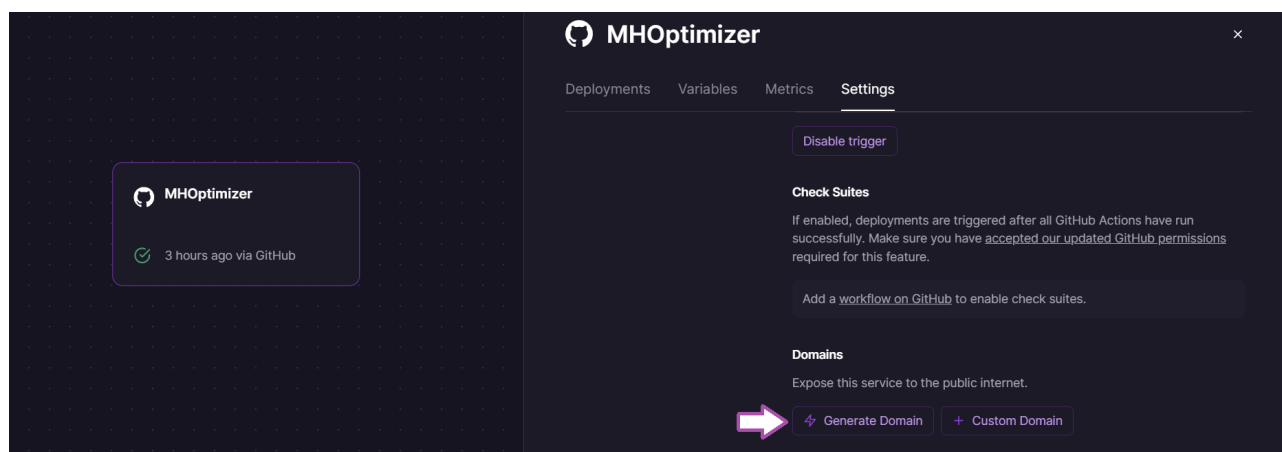 MHOptimizer
3 hours ago via GitHub
MHOptimizer
Deployments Variables Metrics Settings
Disable trigger
Check Suites
If enabled, deployments are triggered after all GitHub Actions have run
successfully. Make sure you have accepted our updated GitHub permissions
required for this feature.
Add a workflow on GitHub to enable check suites.
Domains
Expose this service to the public internet.
Generate Domain + Custom Domain